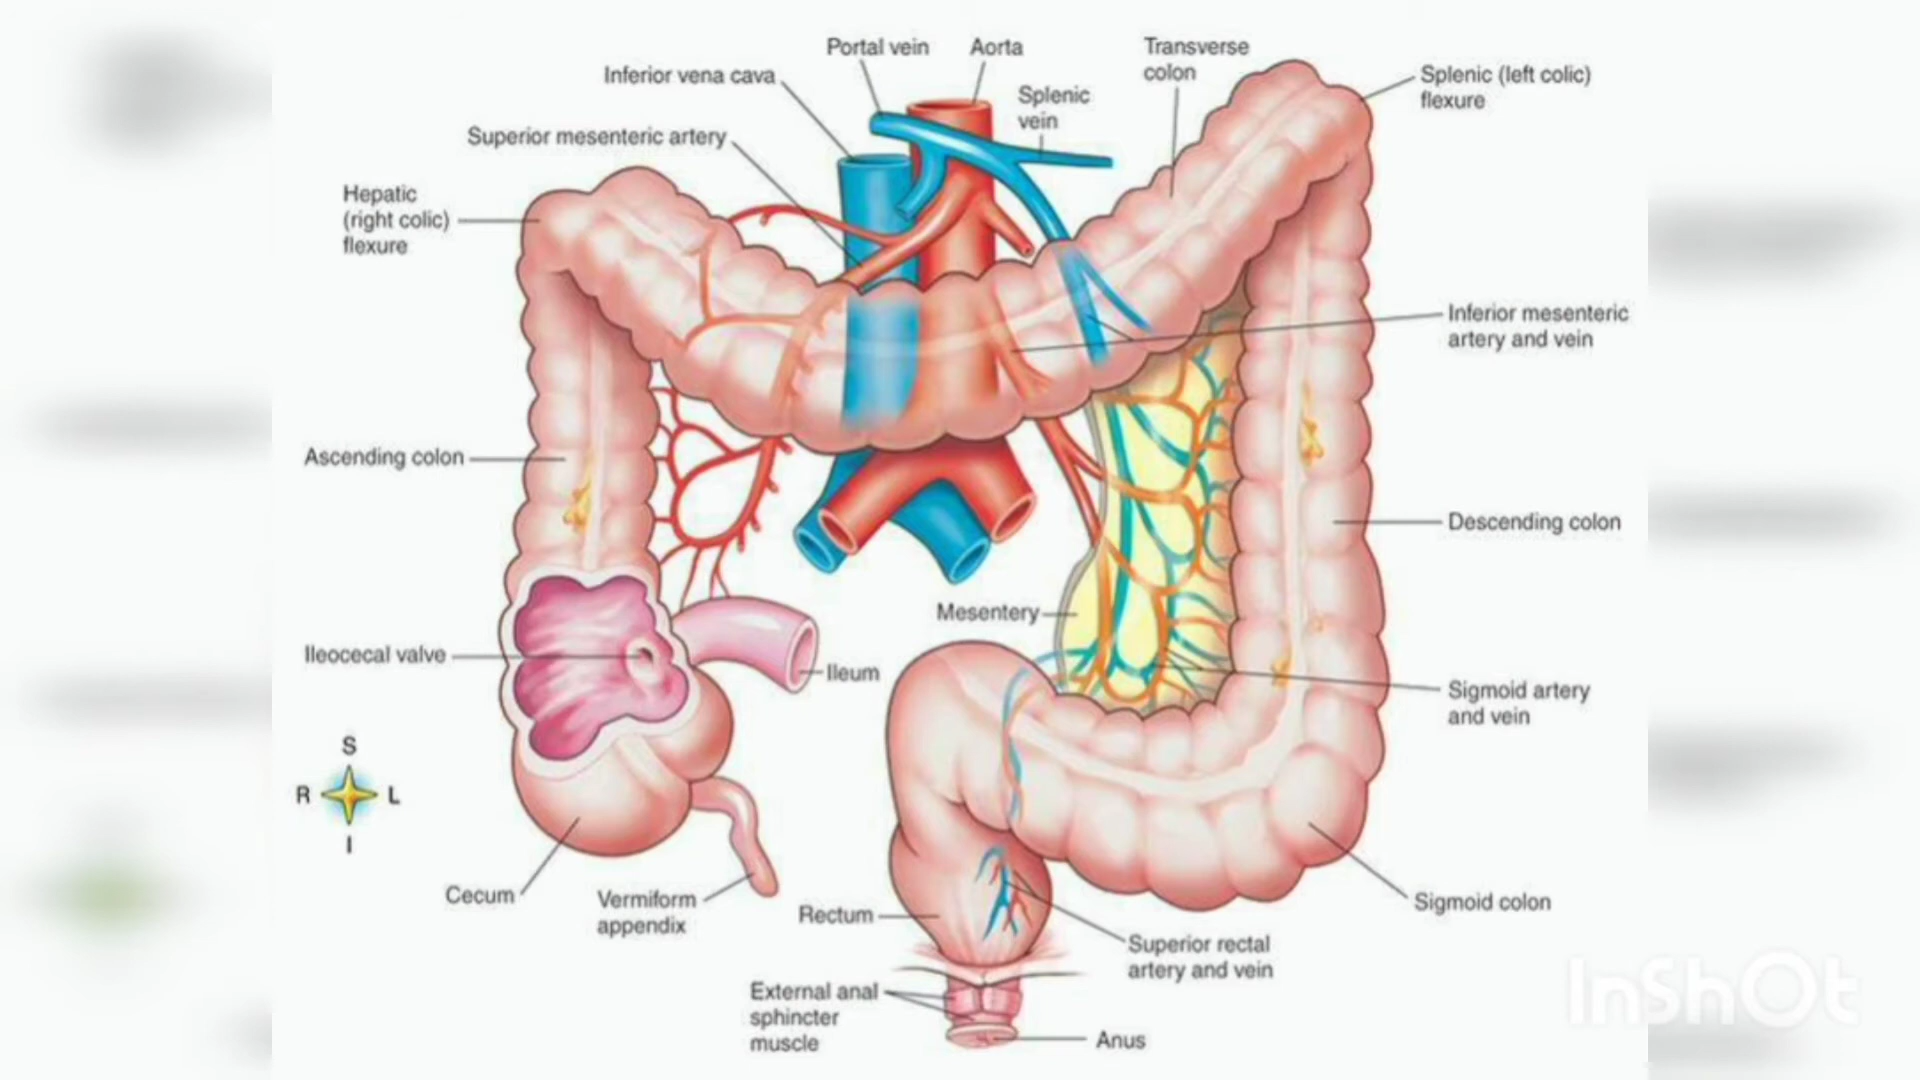 Portal vein
Aorta
Transverse
colon
Inferior vena cava
Splenic
vein
Splenic (left colic)
flexure
Superior mesenteric artery
Hepatic
(right colic)
flexure
Inferior mesenteric
artery and vein
Ascending colon
Descending colon
Mesentery
Ileocecal valve
Ileum
Sigmoid artery
and vein
S
R
L
I
Cecum
Vermiform
appendix
Rectum
Sigmoid colon
Superior rectal
artery and vein
External anal
sphincter
muscle
Anus
InShOt